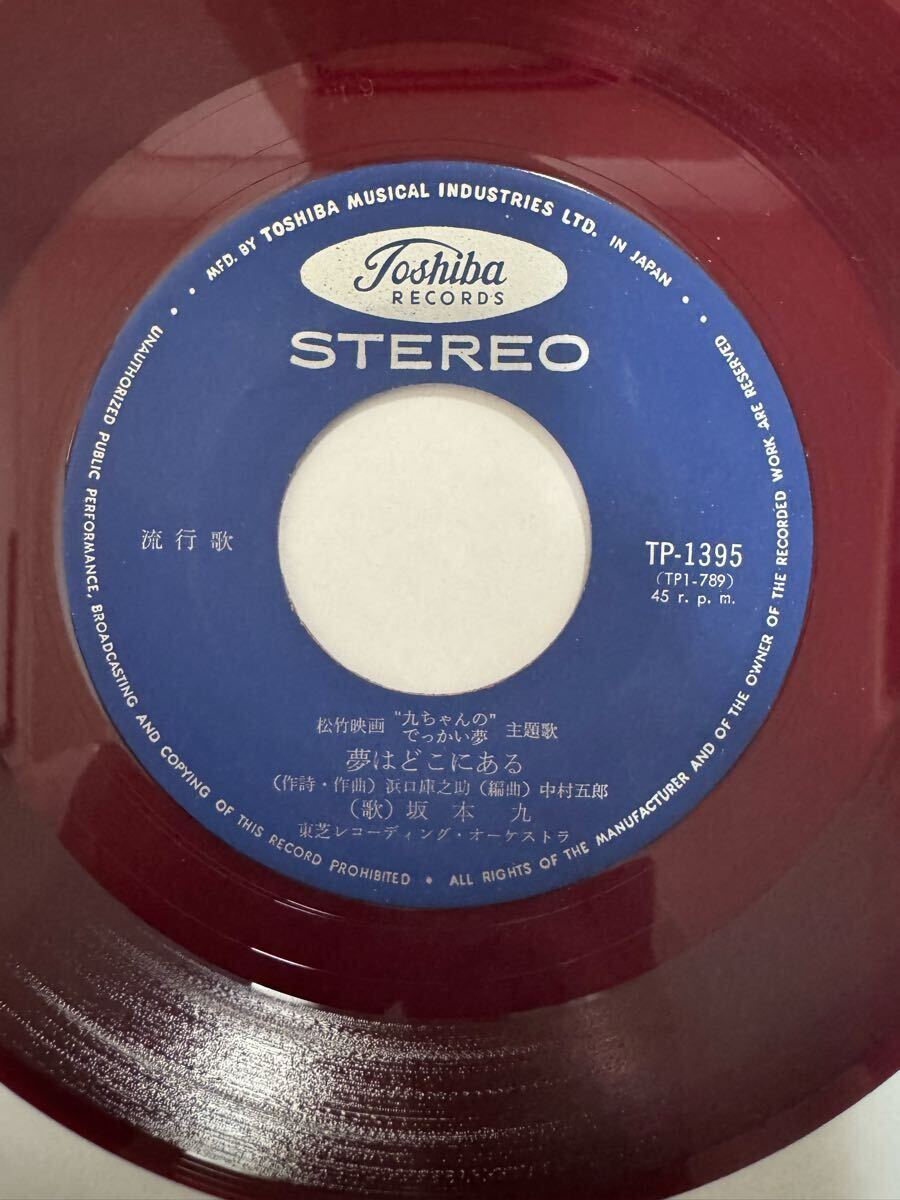 MFD. BY TOSHIBA MUSICAL INDUSTRIES LTD. IN JAPAN
Toshiba
RECORDS
STEREO
流行歌
TP-1395
(TP1-789)
45 r.p.m.
松竹映画 "九ちゃんの
でっかい夢" 主題歌
夢はどこにある
(作詩・作曲) 浜口庫之助 (編曲) 中村五郎
(歌) 坂本九
東芝レコーディング・オーケストラ
UNAUTHORIZED PUBLIC PERFORMANCE, BROADCASTING AND COPYING OF THIS RECORD PROHIBITED • ALL RIGHTS OF THE MANUFACTURER AND OF THE OWNER OF THE RECORDED WORK ARE RESERVED